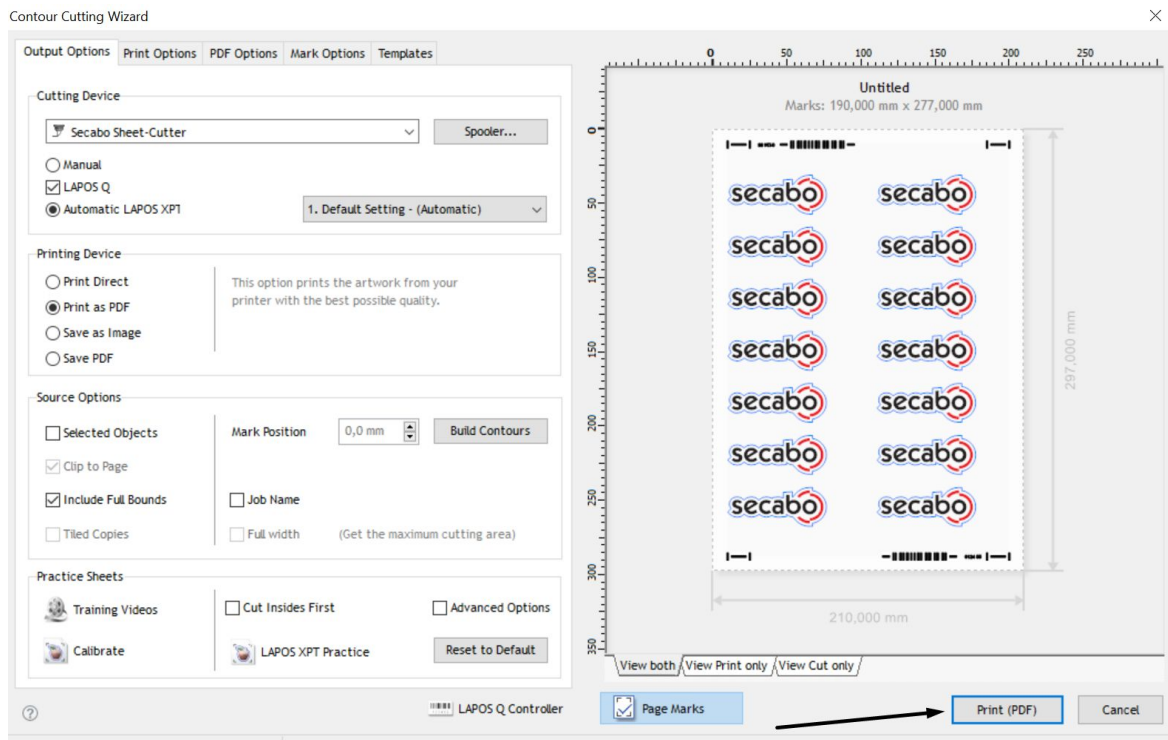 Contour Cutting Wizard
Output Options
Print Options
PDF Options
Mark Options
Templates
Cutting Device
Secabo Sheet-Cutter
Spooler...
Manual
LAPOS Q
Automatic LAPOS XPT
1. Default Setting - (Automatic)
Printing Device
Print Direct
Print as PDF
Save as Image
Save PDF
This option prints the artwork from your
printer with the best possible quality.
Source Options
Selected Objects
Mark Position
0,0 mm
Build Contours
Clip to Page
Include Full Bounds
Job Name
Tiled Copies
Full width
(Get the maximum cutting area)
Practice Sheets
Training Videos
Cut Insides First
Advanced Options
Calibrate
LAPOS XPT Practice
Reset to Default
LAPOS Q Controller
0 50 100 150 200 250
0
50
100
150
200
250
300
350
Untitled
Marks: 190,000 mm x 277,000 mm
secabo secabo
secabo secabo
secabo secabo
secabo secabo
secabo secabo
secabo secabo
secabo secabo
297,000 mm
210,000 mm
View both
View Print only
View Cut only
Page Marks
Print (PDF)
Cancel